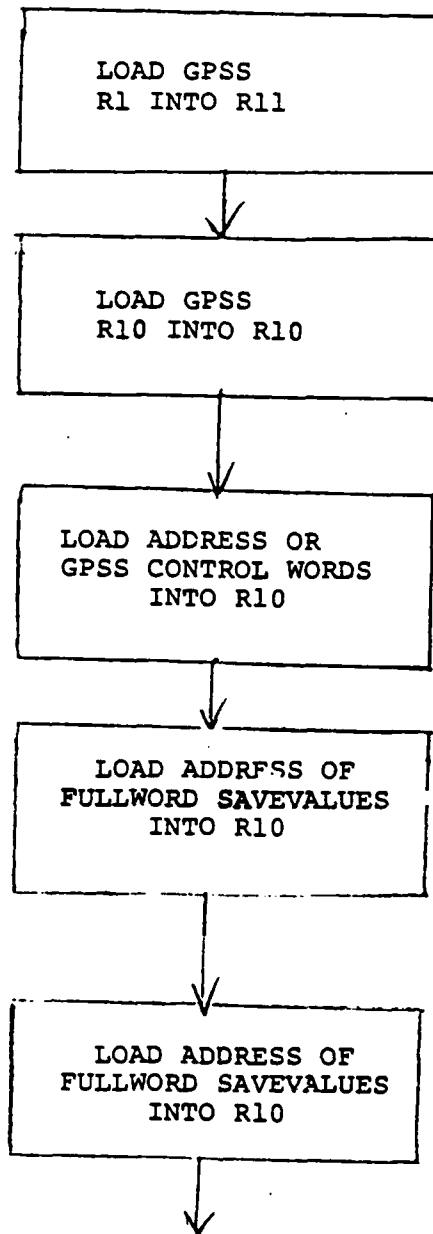 LOAD GPSS
R1 INTO R11
LOAD GPSS
R10 INTO R10
LOAD ADDRESS OR
GPSS CONTROL WORDS
INTO R10
LOAD ADDRESS OF
FULLWORD SAVEVALUES
INTO R10
LOAD ADDRESS OF
FULLWORD SAVEVALUES
INTO R10